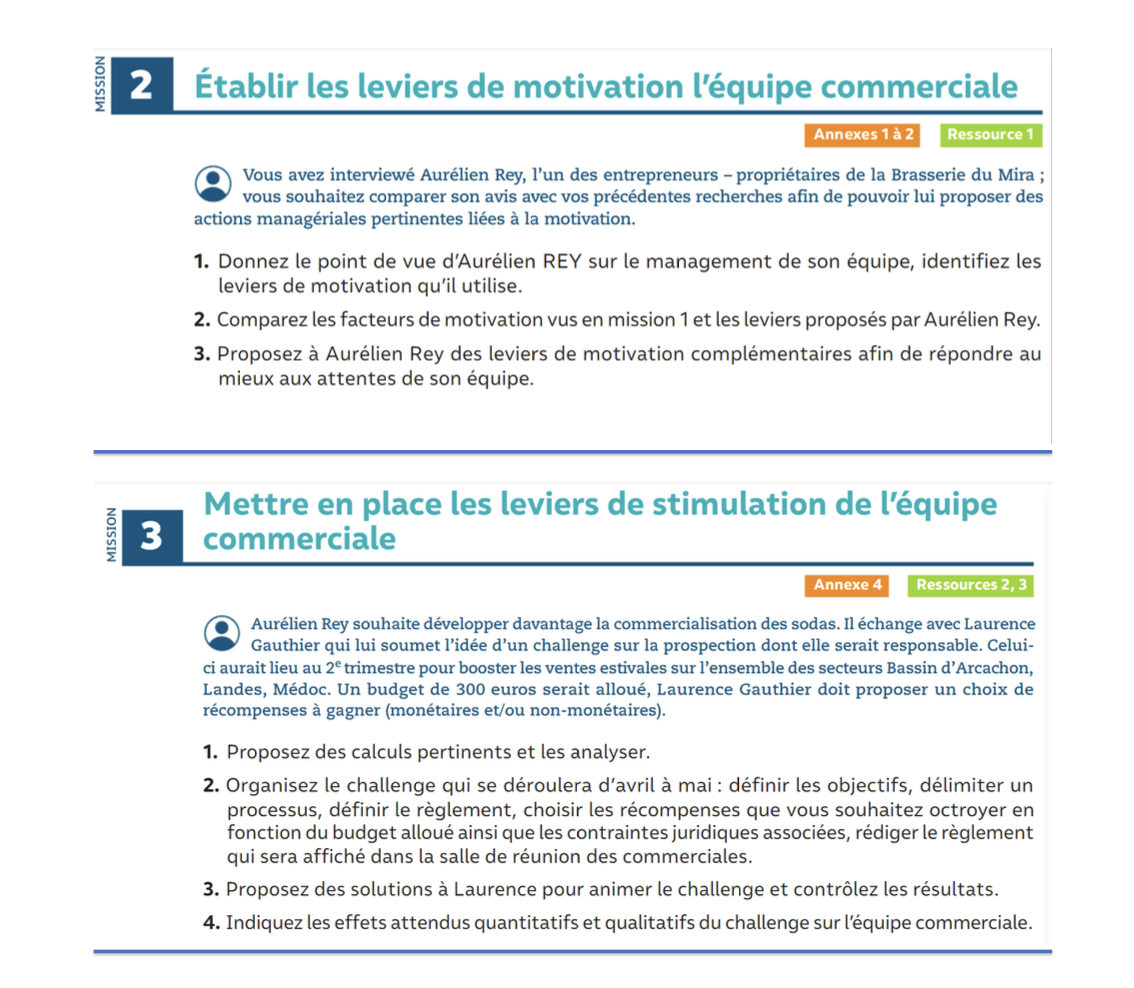 MISSION
2
Établir les leviers de motivation l'équipe commerciale
Annexes 1 à 2
Ressource 1
Vous avez interviewé Aurélien Rey, l'un des entrepreneurs – propriétaires de la Brasserie du Mira ;
vous souhaitez comparer son avis avec vos précédentes recherches afin de pouvoir lui proposer des
actions managériales pertinentes liées à la motivation.
1. Donnez le point de vue d'Aurélien REY sur le management de son équipe, identifiez les
leviers de motivation qu'il utilise.
2. Comparez les facteurs de motivation vus en mission 1 et les leviers proposés par Aurélien Rey.
3. Proposez à Aurélien Rey des leviers de motivation complémentaires afin de répondre au
mieux aux attentes de son équipe.
MISSION
3
Mettre en place les leviers de stimulation de l'équipe
commerciale
Annexe 4
Ressources 2, 3
Aurélien Rey souhaite développer davantage la commercialisation des sodas. Il échange avec Laurence
Gauthier qui lui soumet l'idée d'un challenge sur la prospection dont elle serait responsable. Celui-
ci aurait lieu au 2e trimestre pour booster les ventes estivales sur l'ensemble des secteurs Bassin d'Arcachon,
Landes, Médoc. Un budget de 300 euros serait alloué, Laurence Gauthier doit proposer un choix de
récompenses à gagner (monétaires et/ou non-monétaires).
1. Proposez des calculs pertinents et les analyser.
2. Organisez le challenge qui se déroulera d'avril à mai : définir les objectifs, délimiter un
processus, définir le règlement, choisir les récompenses que vous souhaitez octroyer en
fonction du budget alloué ainsi que les contraintes juridiques associées, rédiger le règlement
qui sera affiché dans la salle de réunion des commerciales.
3. Proposez des solutions à Laurence pour animer le challenge et contrôlez les résultats.
4. Indiquez les effets attendus quantitatifs et qualitatifs du challenge sur l'équipe commerciale.